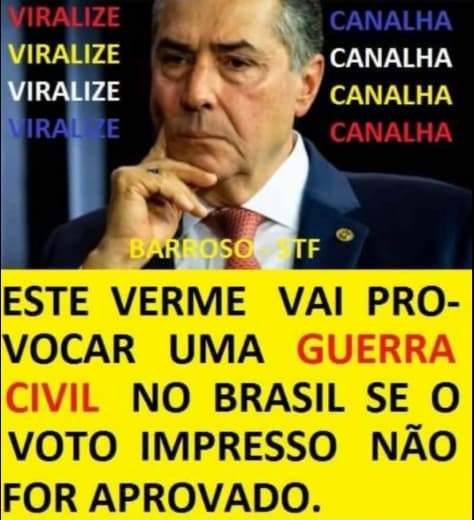 VIRALIZE
VIRALIZE
VIRALIZE
VIRALIZE
CANALHA
CANALHA
CANALHA
CANALHA
BARROSO - STF
ESTE VERME VAI PRO-
VOCAR UMA GUERRA
CIVIL NO BRASIL SE O
VOTO IMPRESSO NÃO
FOR APROVADO.